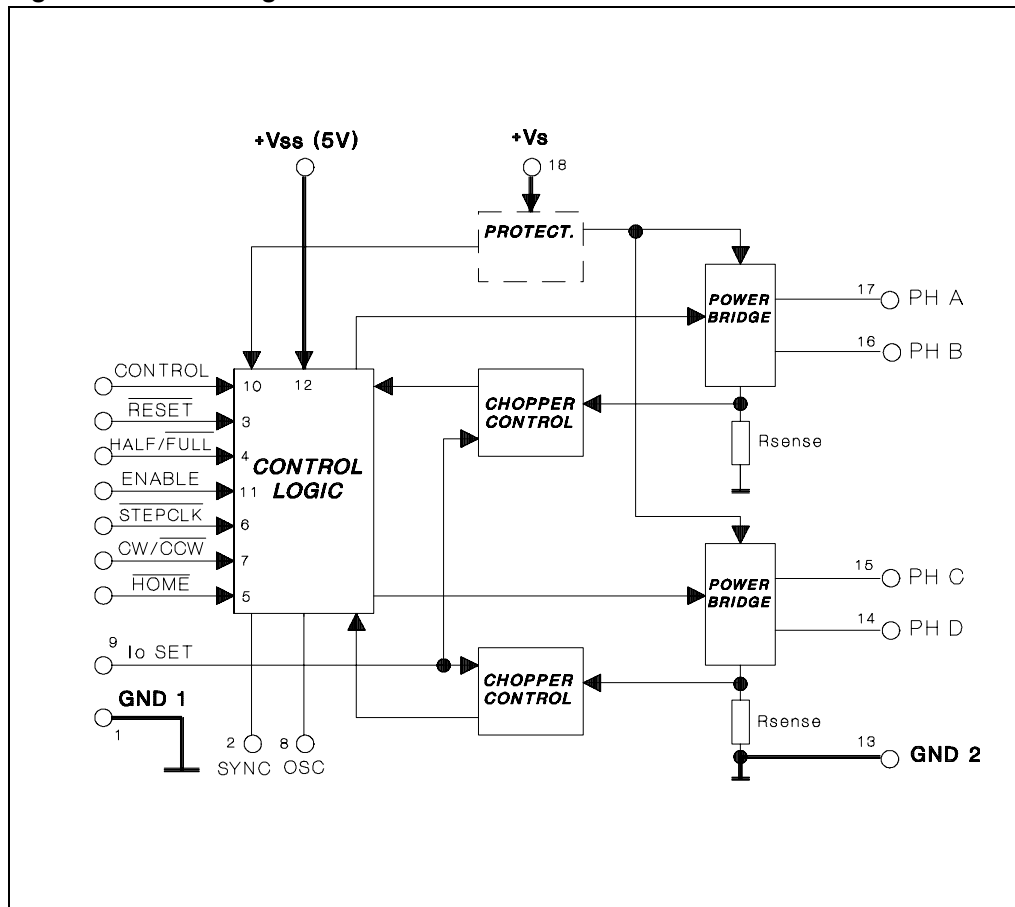 +Vss (5V)
+Vs
18
PROTECT.
POWER
BRIDGE
17
PH A
16
PH B
CONTROL
10
12
RESET
3
HALF/FULL
4
ENABLE
11
STEPCLK
6
CW/CCW
7
HOME
5
CONTROL
LOGIC
CHOPPER
CONTROL
Rsense
POWER
BRIDGE
15
PH C
14
PH D
9
Io SET
CHOPPER
CONTROL
Rsense
GND 1
1
2
SYNC
8
OSC
13
GND 2